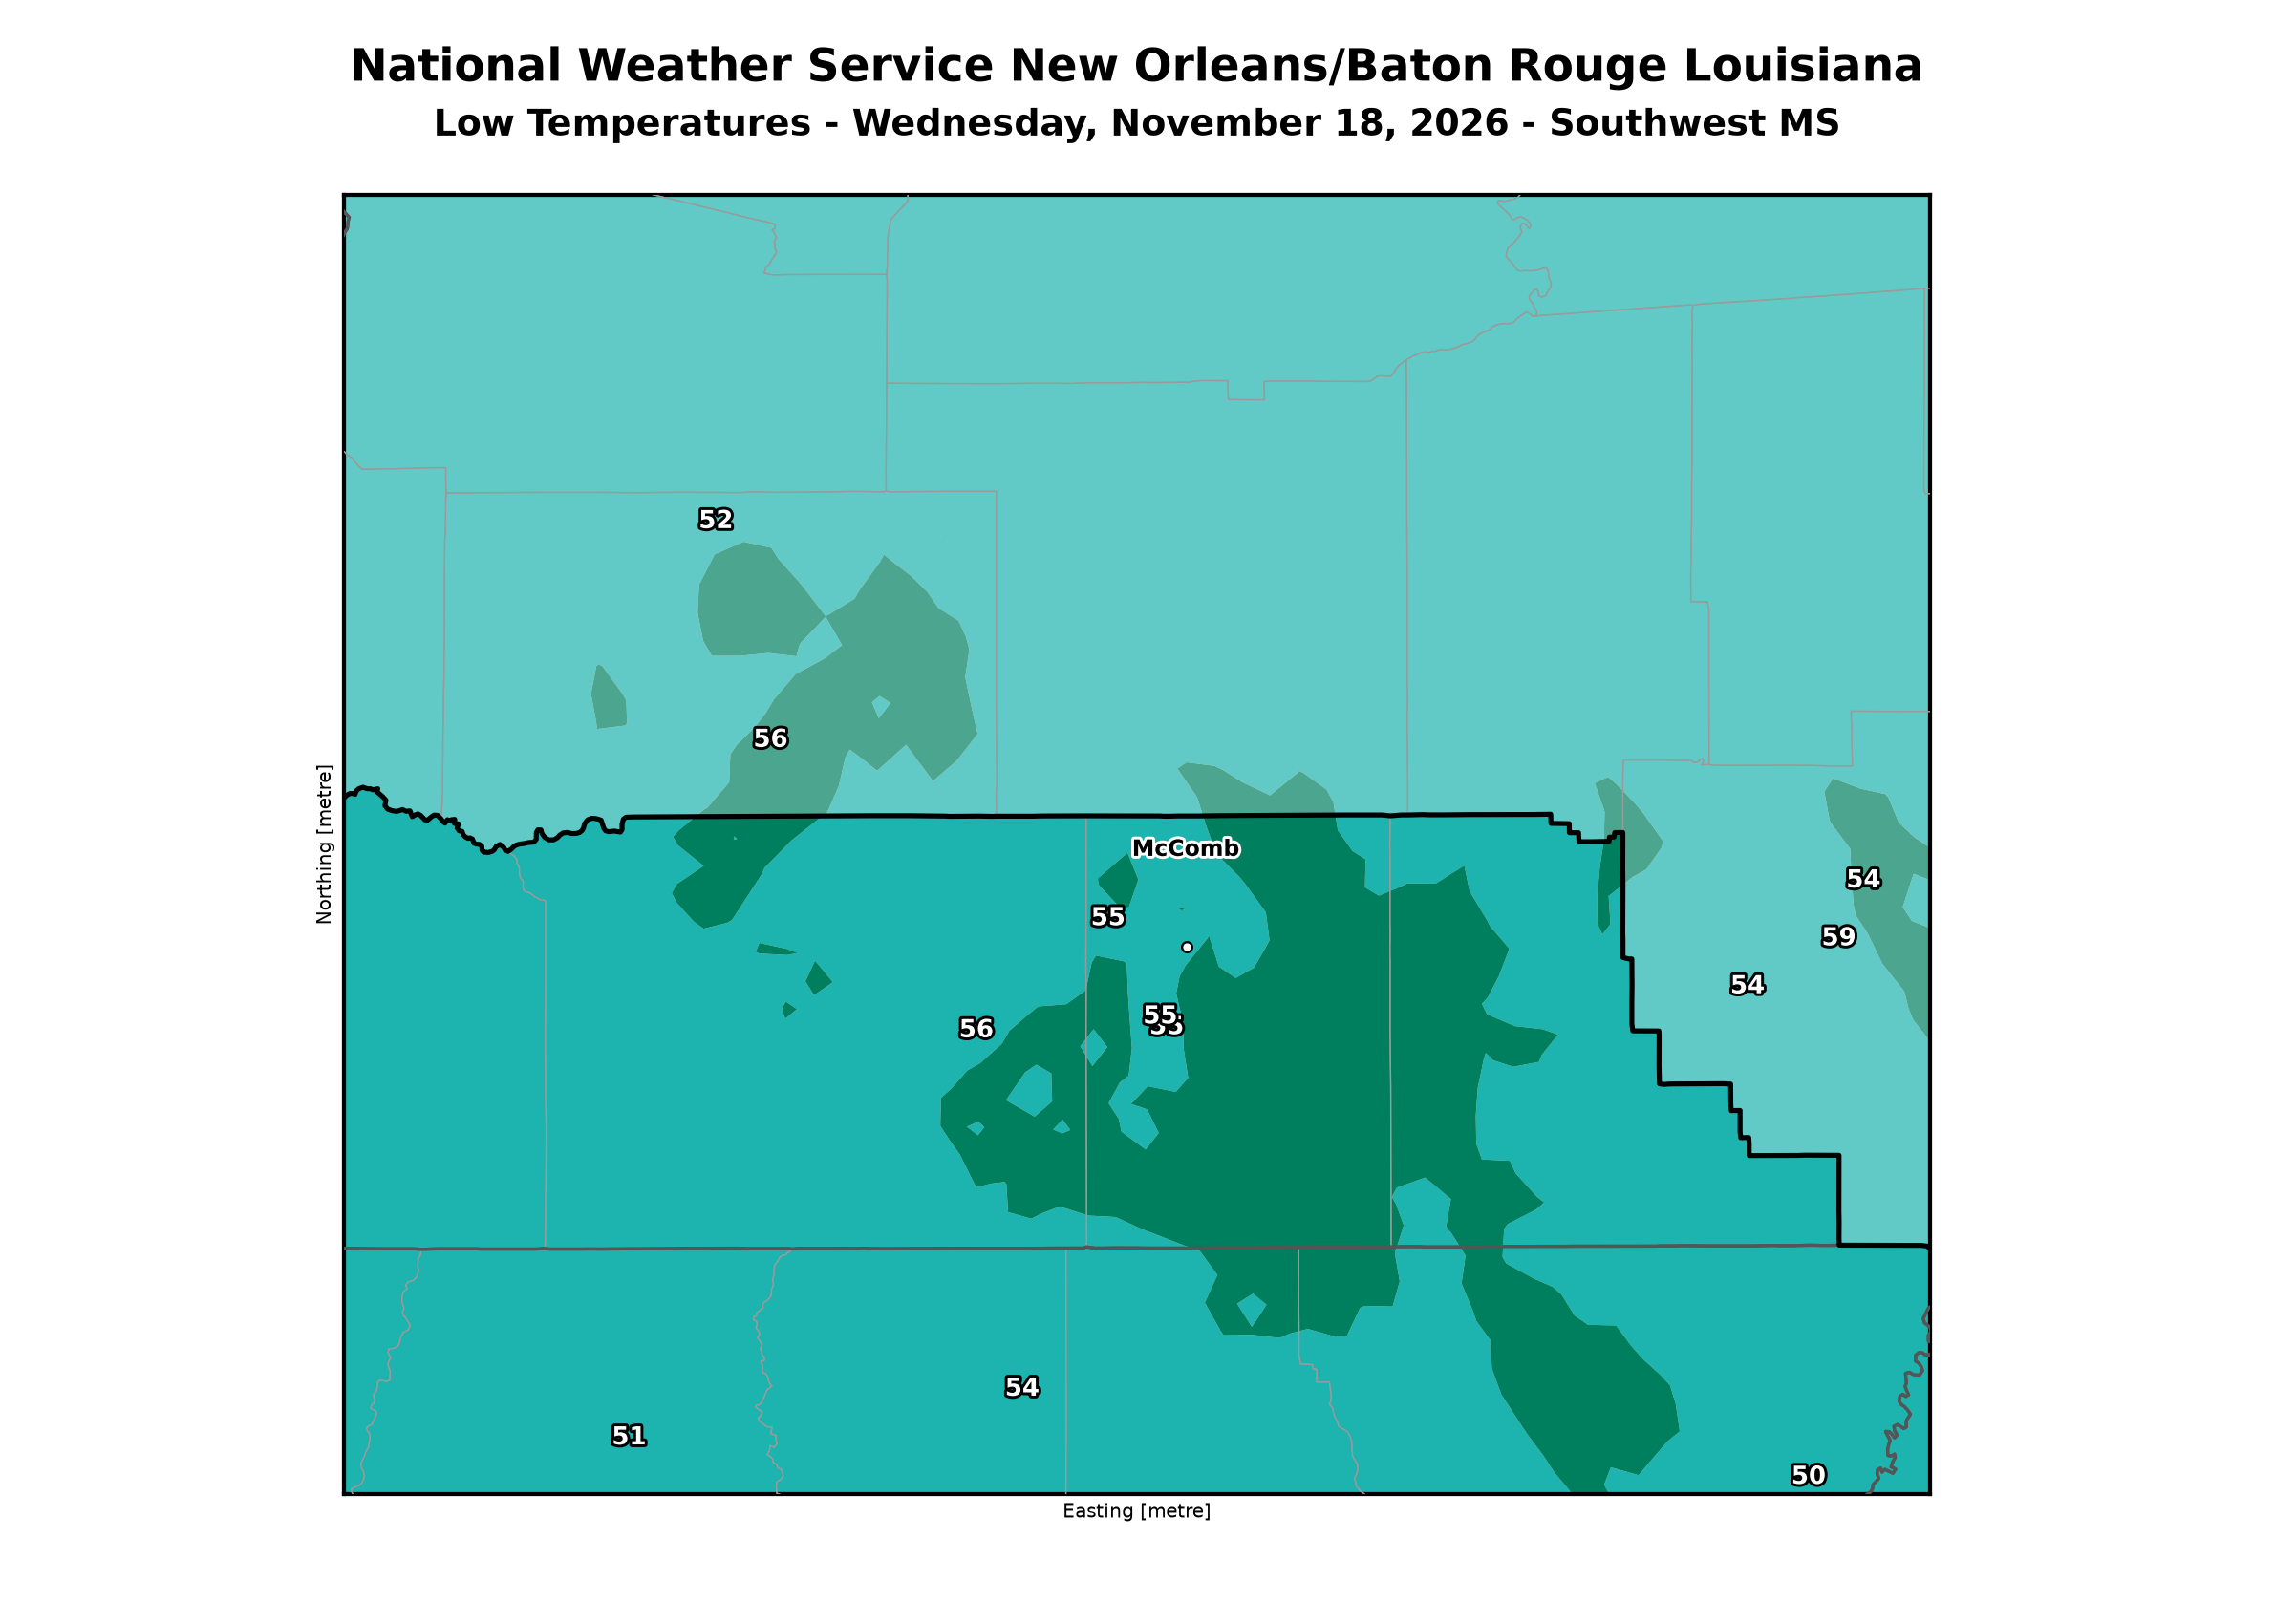 National Weather Service New Orleans/Baton Rouge Louisiana
Low Temperatures - Wednesday, November 18, 2026 - Southwest MS
52
56
McComb
54
55
59
54
55
56
54
51
50
Northing [metre]
Easting [metre]